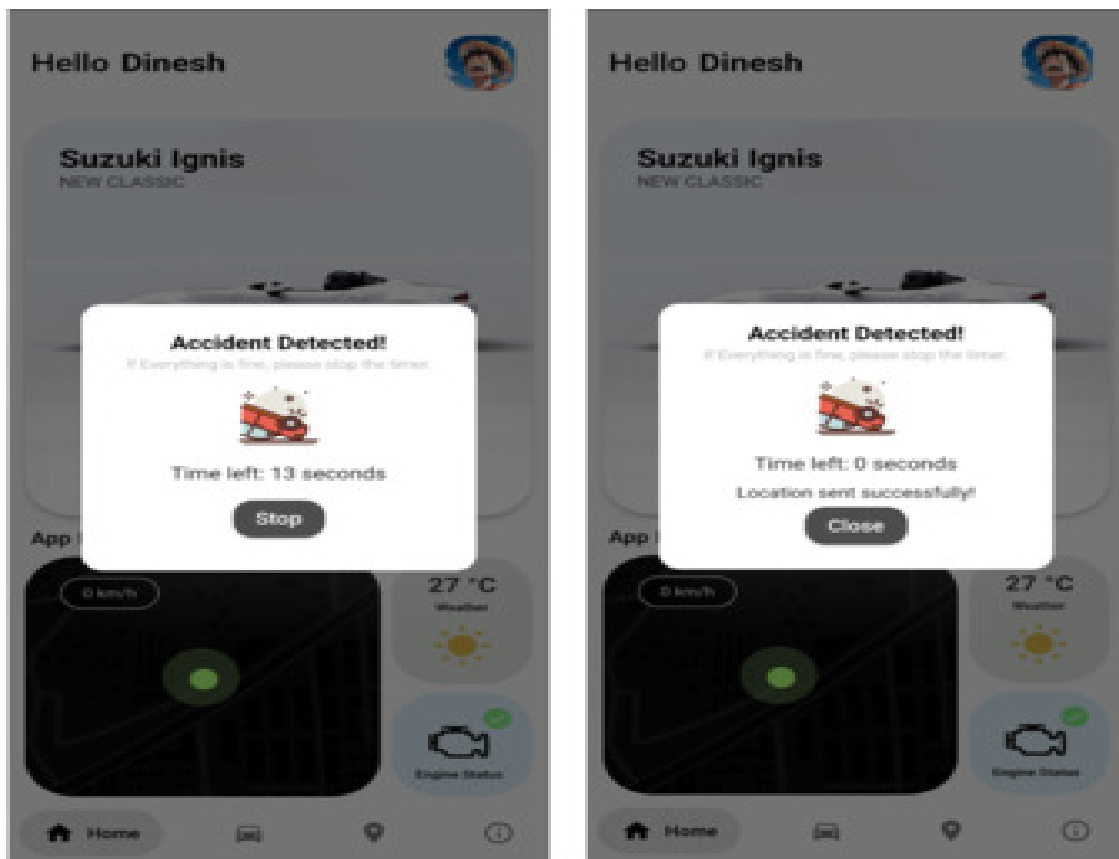 Hello Dinesh
Suzuki Ignis
NEW CLASSIC
Accident Detected!
If Everything is fine, please stop the timer.
Time left: 13 seconds
Stop
App
0 km/h
27 °C
Weather
Engine Status
Home
Hello Dinesh
Suzuki Ignis
NEW CLASSIC
Accident Detected!
If Everything is fine, please stop the timer.
Time left: 0 seconds
Location sent successfully!
Close
App
0 km/h
27 °C
Weather
Engine Status
Home